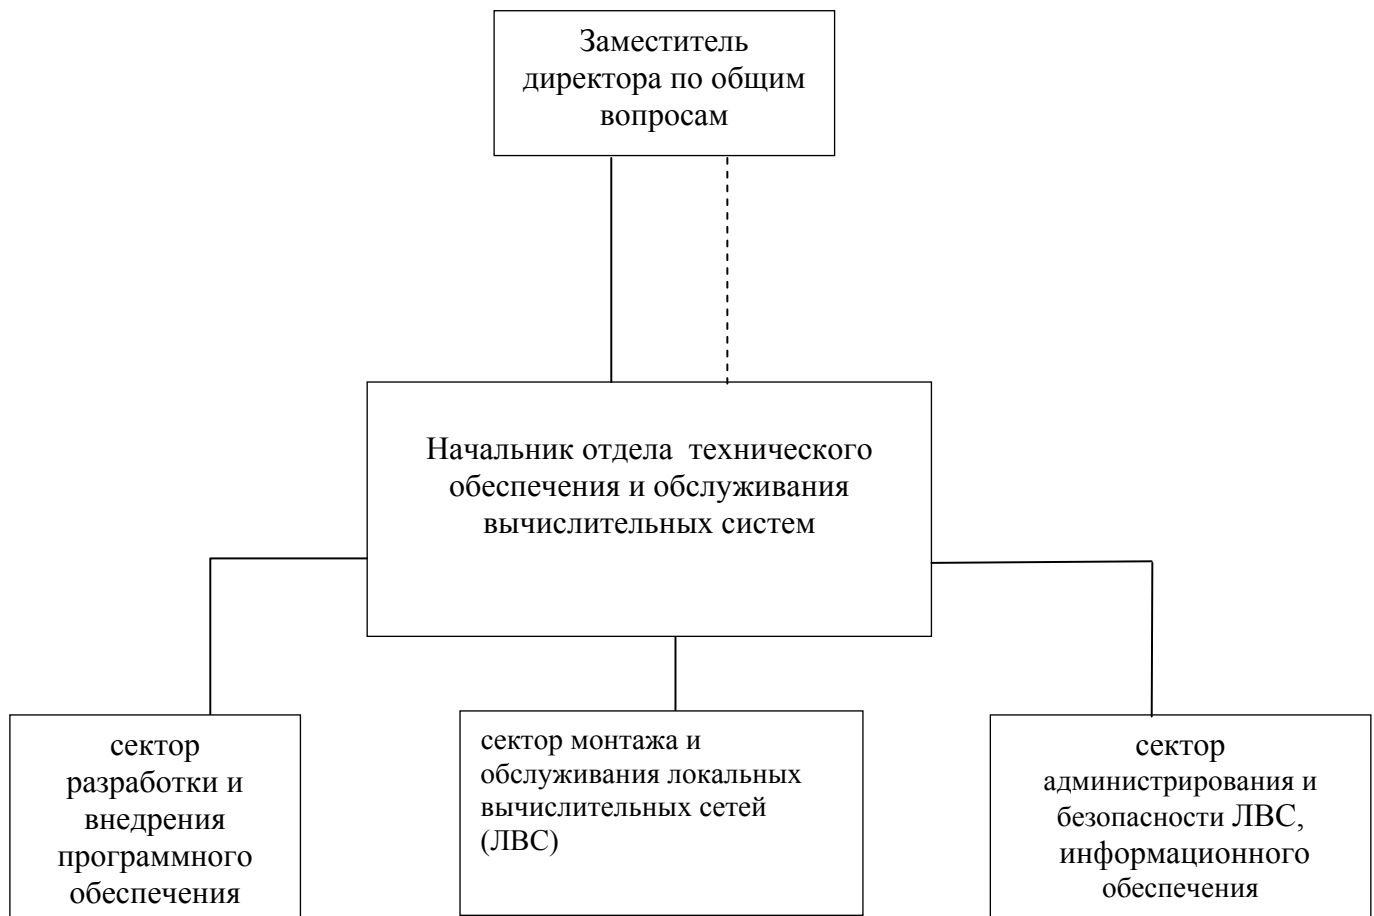 Заместитель
директора по общим
вопросам
Начальник отдела технического
обеспечения и обслуживания
вычислительных систем
сектор
разработки и
внедрения
программного
обеспечения
сектор монтажа и
обслуживания локальных
вычислительных сетей
(ЛВС)
сектор
администрирования и
безопасности ЛВС,
информационного
обеспечения